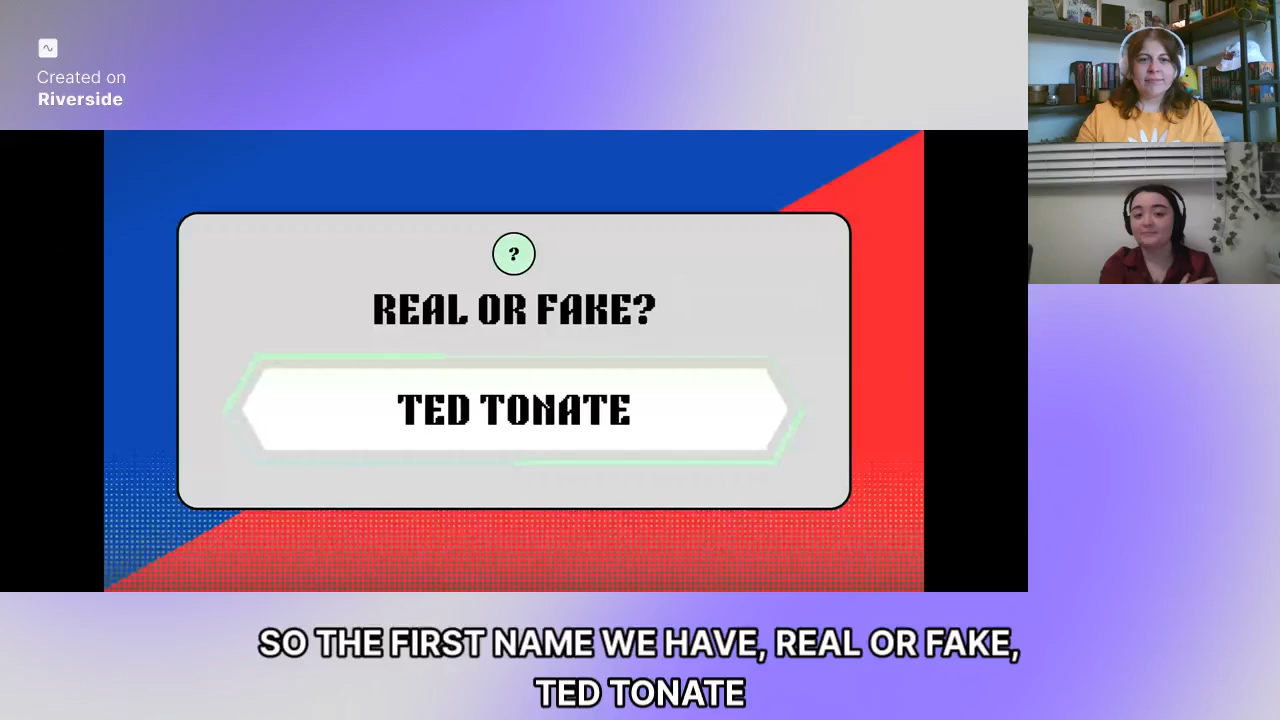 Created on
Riverside
?
REAL OR FAKE?
TED TONATE
SO THE FIRST NAME WE HAVE, REAL OR FAKE,
TED TONATE